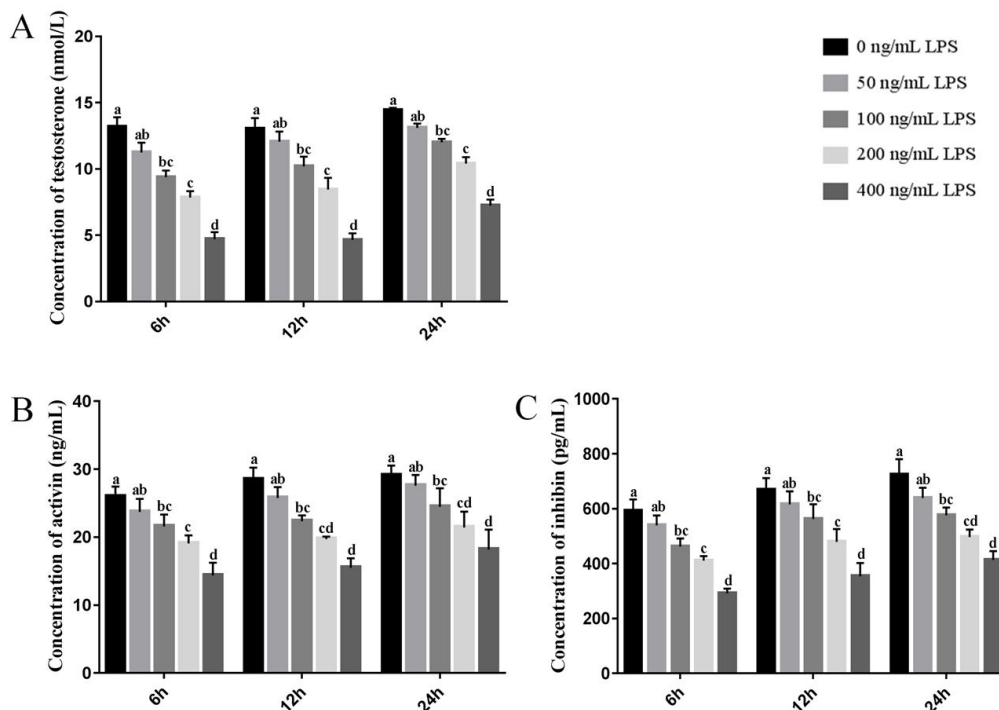 A
Concentration of testosterone (nmol/L)
20
15
10
5
0
a
ab
bc
c
d
a
ab
bc
c
d
a
ab
bc
c
d
6h
12h
24h
0 ng/mL LPS
50 ng/mL LPS
100 ng/mL LPS
200 ng/mL LPS
400 ng/mL LPS
B
Concentration of activin (ng/mL)
40
30
20
10
0
a
ab
bc
c
d
a
ab
bc
cd
d
a
ab
bc
cd
d
6h
12h
24h
C
Concentration of inhibin (pg/mL)
1000
800
600
400
200
0
a
ab
bc
c
d
a
ab
bc
c
d
a
ab
bc
cd
d
6h
12h
24h